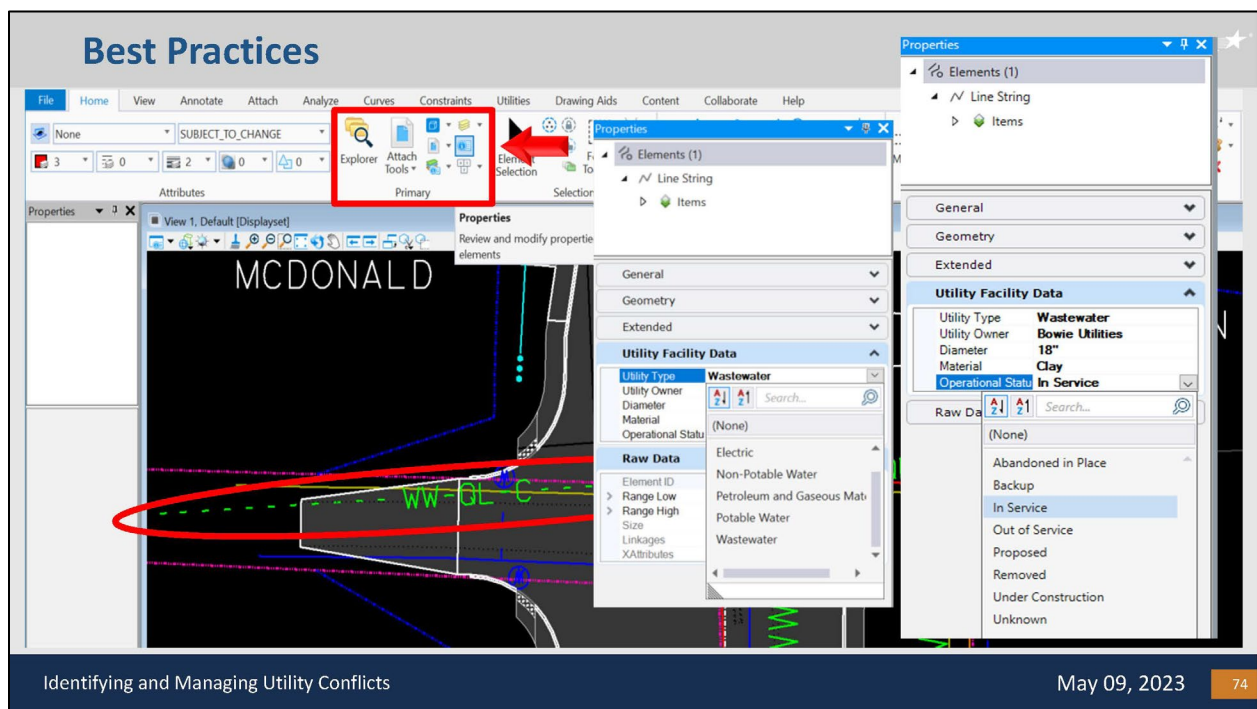 Best Practices
File Home View Annotate Attach Analyze Curves Constraints Utilities Drawing Aids Content Collaborate Help
None SUBJECT_TO_CHANGE
3 0 2 0 0
Attributes
Explorer Attach Tools
Primary
Element Selection
Selection
Properties
Review and modify propertie
elements
Properties
View 1, Default [Displayset]
MCDONALD
WW-QL-C
Properties
Elements (1)
Line String
Items
General
Geometry
Extended
Utility Facility Data
Utility Type Wastewater
Utility Owner
Diameter
Material
Operational Statu
Search...
(None)
Electric
Non-Potable Water
Petroleum and Gaseous Mat
Potable Water
Wastewater
Raw Data
Element ID
Range Low
Range High
Size
Linkages
XAttributes
Properties
Elements (1)
Line String
Items
General
Geometry
Extended
Utility Facility Data
Utility Type Wastewater
Utility Owner Bowie Utilities
Diameter 18"
Material Clay
Operational Statu In Service
Raw Da
Search...
(None)
Abandoned in Place
Backup
In Service
Out of Service
Proposed
Removed
Under Construction
Unknown
Identifying and Managing Utility Conflicts
May 09, 2023
74